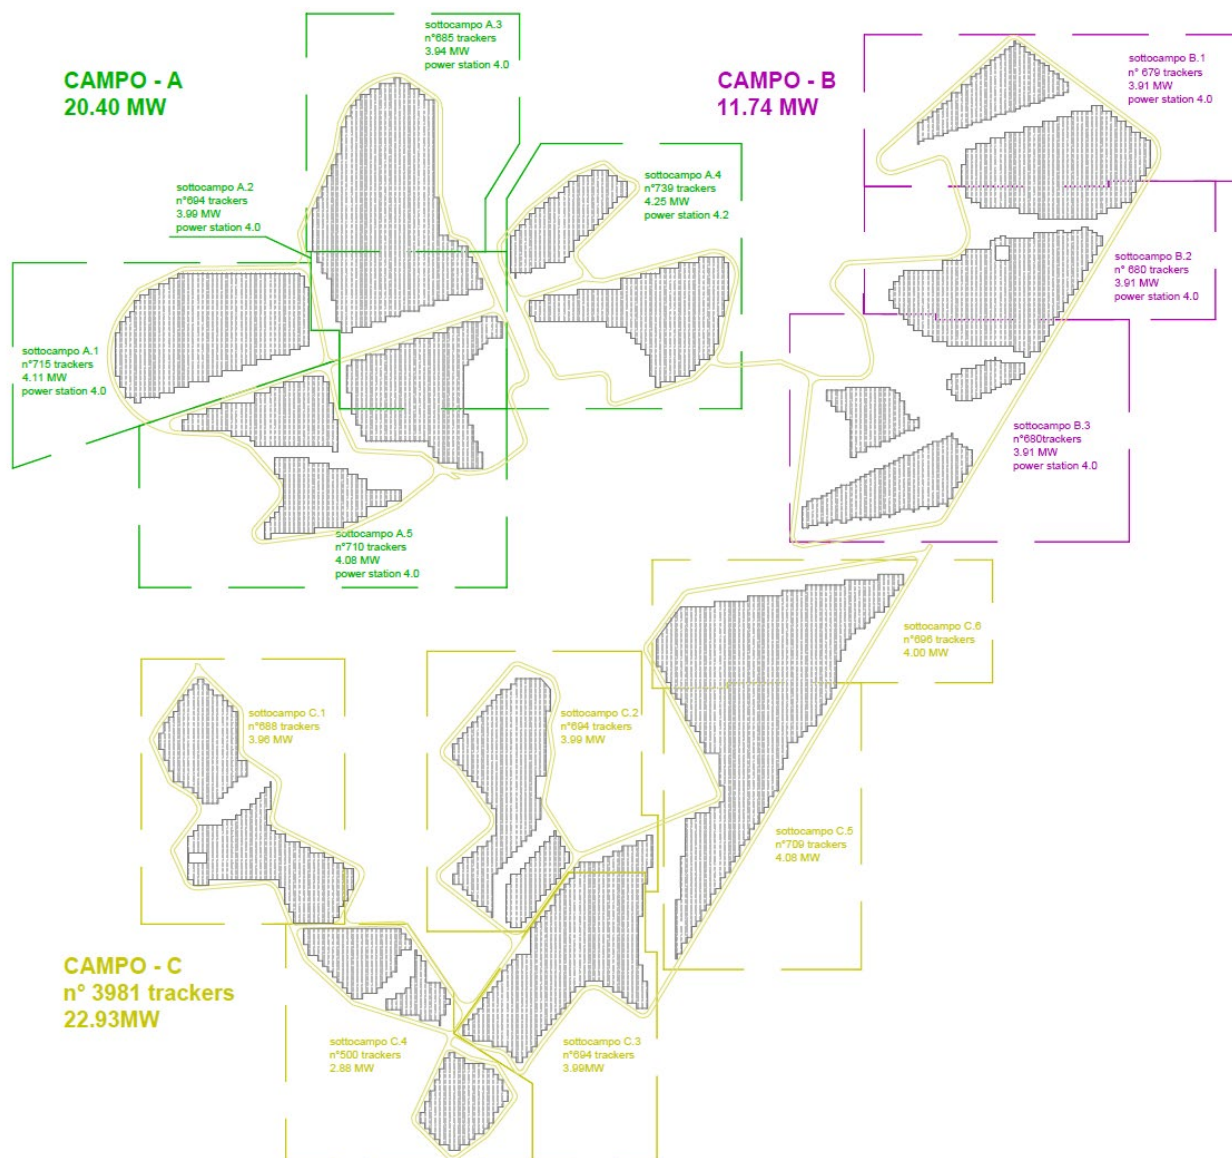 sottocampo A.3
n°685 trackers
3.94 MW
power station 4.0
CAMPO - A
20.40 MW
CAMPO - B
11.74 MW
sottocampo B.1
n° 679 trackers
3.91 MW
power station 4.0
sottocampo A.2
n°694 trackers
3.99 MW
power station 4.0
sottocampo A.4
n°739 trackers
4.25 MW
power station 4.2
sottocampo B.2
n° 680 trackers
3.91 MW
power station 4.0
sottocampo A.1
n°715 trackers
4.11 MW
power station 4.0
sottocampo B.3
n°680trackers
3.91 MW
power station 4.0
sottocampo A.5
n°710 trackers
4.08 MW
power station 4.0
sottocampo C.6
n°696 trackers
4.00 MW
sottocampo C.1
n°688 trackers
3.96 MW
sottocampo C.2
n°694 trackers
3.99 MW
sottocampo C.5
n°709 trackers
4.08 MW
CAMPO - C
n° 3981 trackers
22.93MW
sottocampo C.4
n°500 trackers
2.88 MW
sottocampo C.3
n°694 trackers
3.99MW